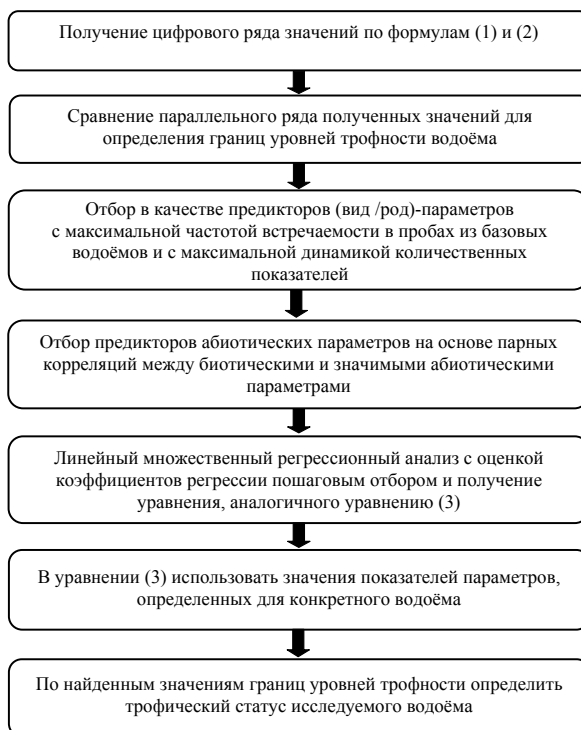 Получение цифрового ряда значений по формулам (1) и (2)
Сравнение параллельного ряда полученных значений для
определения границ уровней трофности водоёма
Отбор в качестве предикторов (вид /род)-параметров
с максимальной частотой встречаемости в пробах из базовых
водоёмов и с максимальной динамикой количественных
показателей
Отбор предикторов абиотических параметров на основе парных
корреляций между биотическими и значимыми абиотическими
параметрами
Линейный множественный регрессионный анализ с оценкой
коэффициентов регрессии пошаговым отбором и получение
уравнения, аналогичного уравнению (3)
В уравнении (3) использовать значения показателей параметров,
определенных для конкретного водоёма
По найденным значениям границ уровней трофности определить
трофический статус исследуемого водоёма